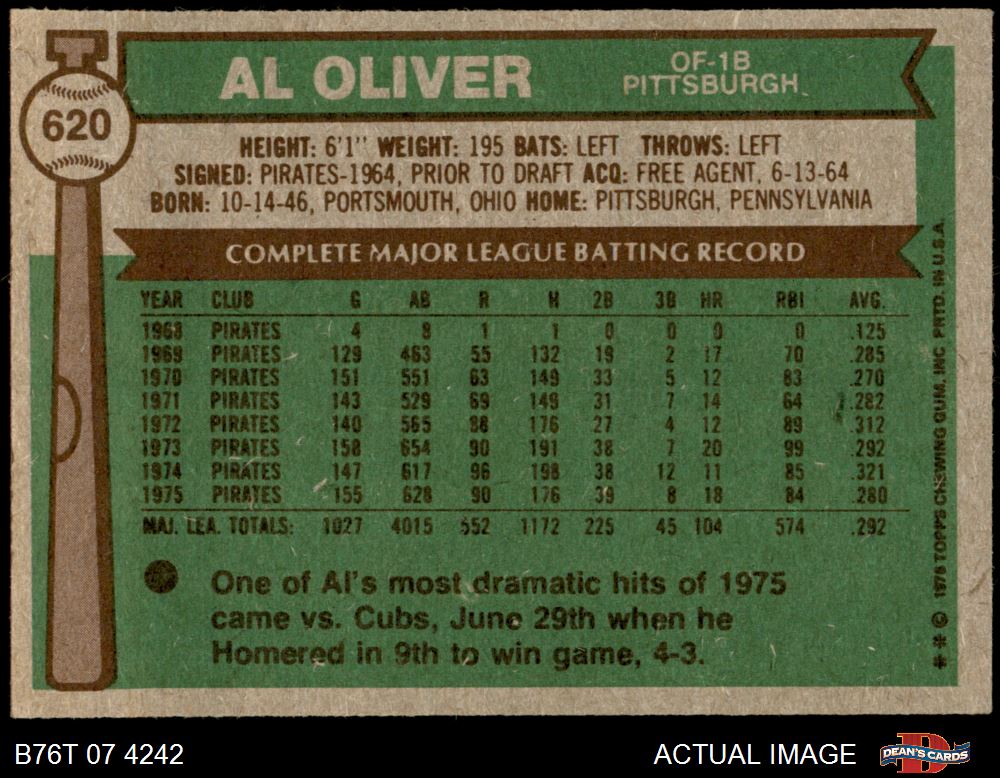 AL OLIVER
OF-1B
PITTSBURGH
620
HEIGHT: 6'1" WEIGHT: 195 BATS: LEFT THROWS: LEFT
SIGNED: PIRATES-1964, PRIOR TO DRAFT ACQ: FREE AGENT, 6-13-64
BORN: 10-14-46, PORTSMOUTH, OHIO HOME: PITTSBURGH, PENNSYLVANIA
COMPLETE MAJOR LEAGUE BATTING RECORD
YEAR CLUB G AB R H 2B 3B HR RBI AVG.
1968 PIRATES 4 8 1 1 0 0 0 0 .125
1969 PIRATES 129 463 55 132 19 2 17 70 .285
1970 PIRATES 151 551 63 149 33 5 12 83 .270
1971 PIRATES 143 529 69 149 31 7 14 64 .282
1972 PIRATES 140 565 88 176 27 4 12 89 .312
1973 PIRATES 158 654 90 191 38 7 20 99 .292
1974 PIRATES 147 617 96 198 38 12 11 85 .321
1975 PIRATES 155 628 90 176 39 8 18 84 .280
MAJ. LEA. TOTALS: 1027 4015 552 1172 225 45 104 574 .292
One of Al's most dramatic hits of 1975
came vs. Cubs, June 29th when he
Homered in 9th to win game, 4-3.
** © 1976 TOPPS CHEWING GUM, INC PRTD. IN U.S.A.
B76T 07 4242
ACTUAL IMAGE
D
DEAN'S CARDS